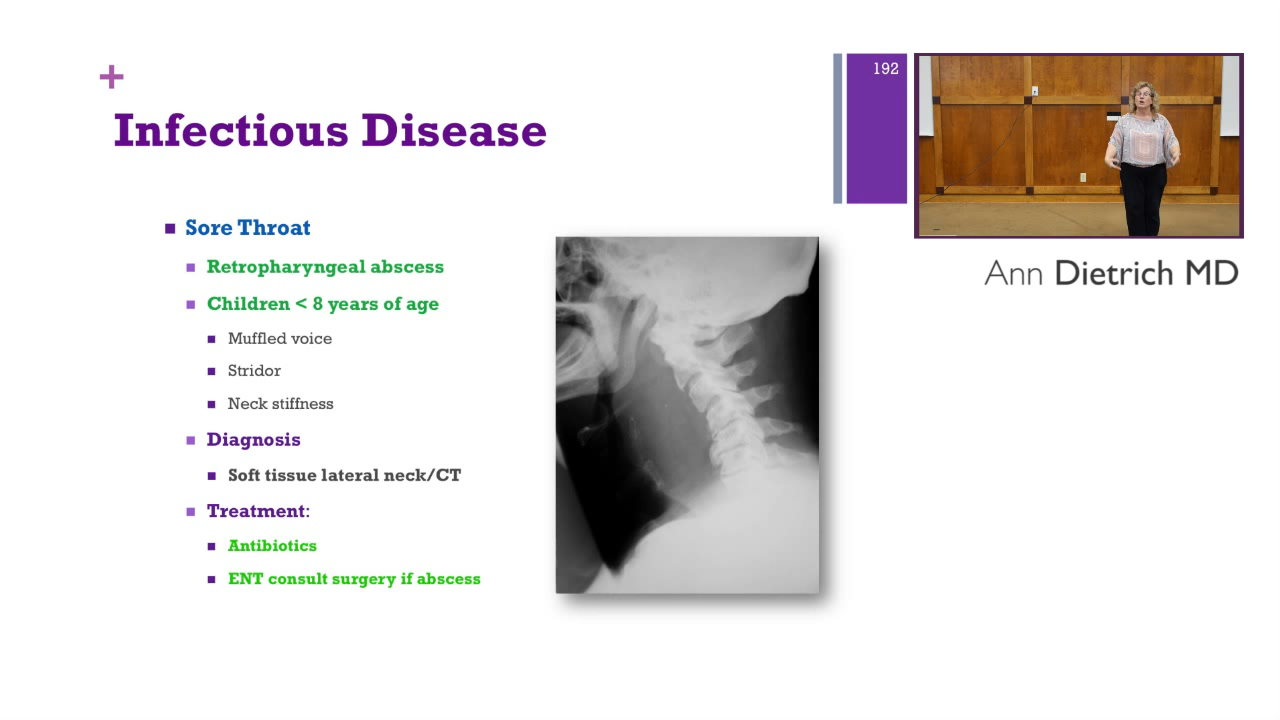 +
Infectious Disease
192
Sore Throat
Retropharyngeal abscess
Children < 8 years of age
Muffled voice
Stridor
Neck stiffness
Diagnosis
Soft tissue lateral neck/CT
Treatment:
Antibiotics
ENT consult surgery if abscess
Ann Dietrich MD